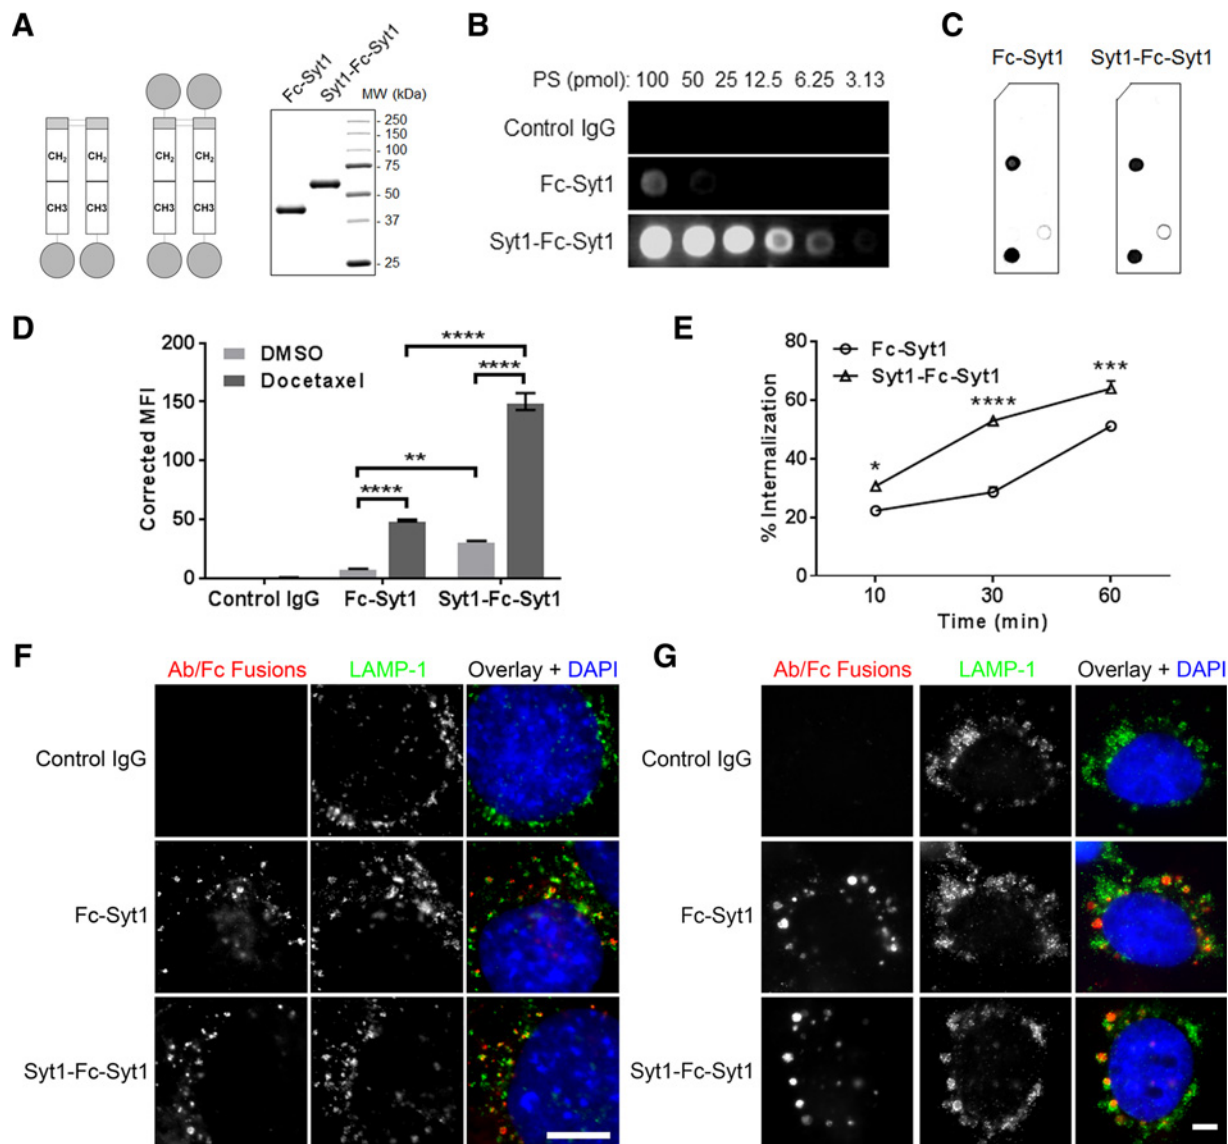 A
Fc-Syt1
Syt1-Fc-Syt1
MW (kDa)
250
150
100
75
50
37
25
CH2 CH2 CH2 CH2
CH3 CH3 CH3 CH3
B
PS (pmol): 100 50 25 12.5 6.25 3.13
Control IgG
Fc-Syt1
Syt1-Fc-Syt1
C
Fc-Syt1 Syt1-Fc-Syt1
D
DMSO
Docetaxel
Corrected MFI
200
150
100
50
0
****
****
**
****
Control IgG Fc-Syt1 Syt1-Fc-Syt1
E
Fc-Syt1
Syt1-Fc-Syt1
% Internalization
80
60
40
20
0
*
****
***
10 30 60
Time (min)
F
Ab/Fc Fusions LAMP-1 Overlay + DAPI
Control IgG
Fc-Syt1
Syt1-Fc-Syt1
G
Ab/Fc Fusions LAMP-1 Overlay + DAPI
Control IgG
Fc-Syt1
Syt1-Fc-Syt1